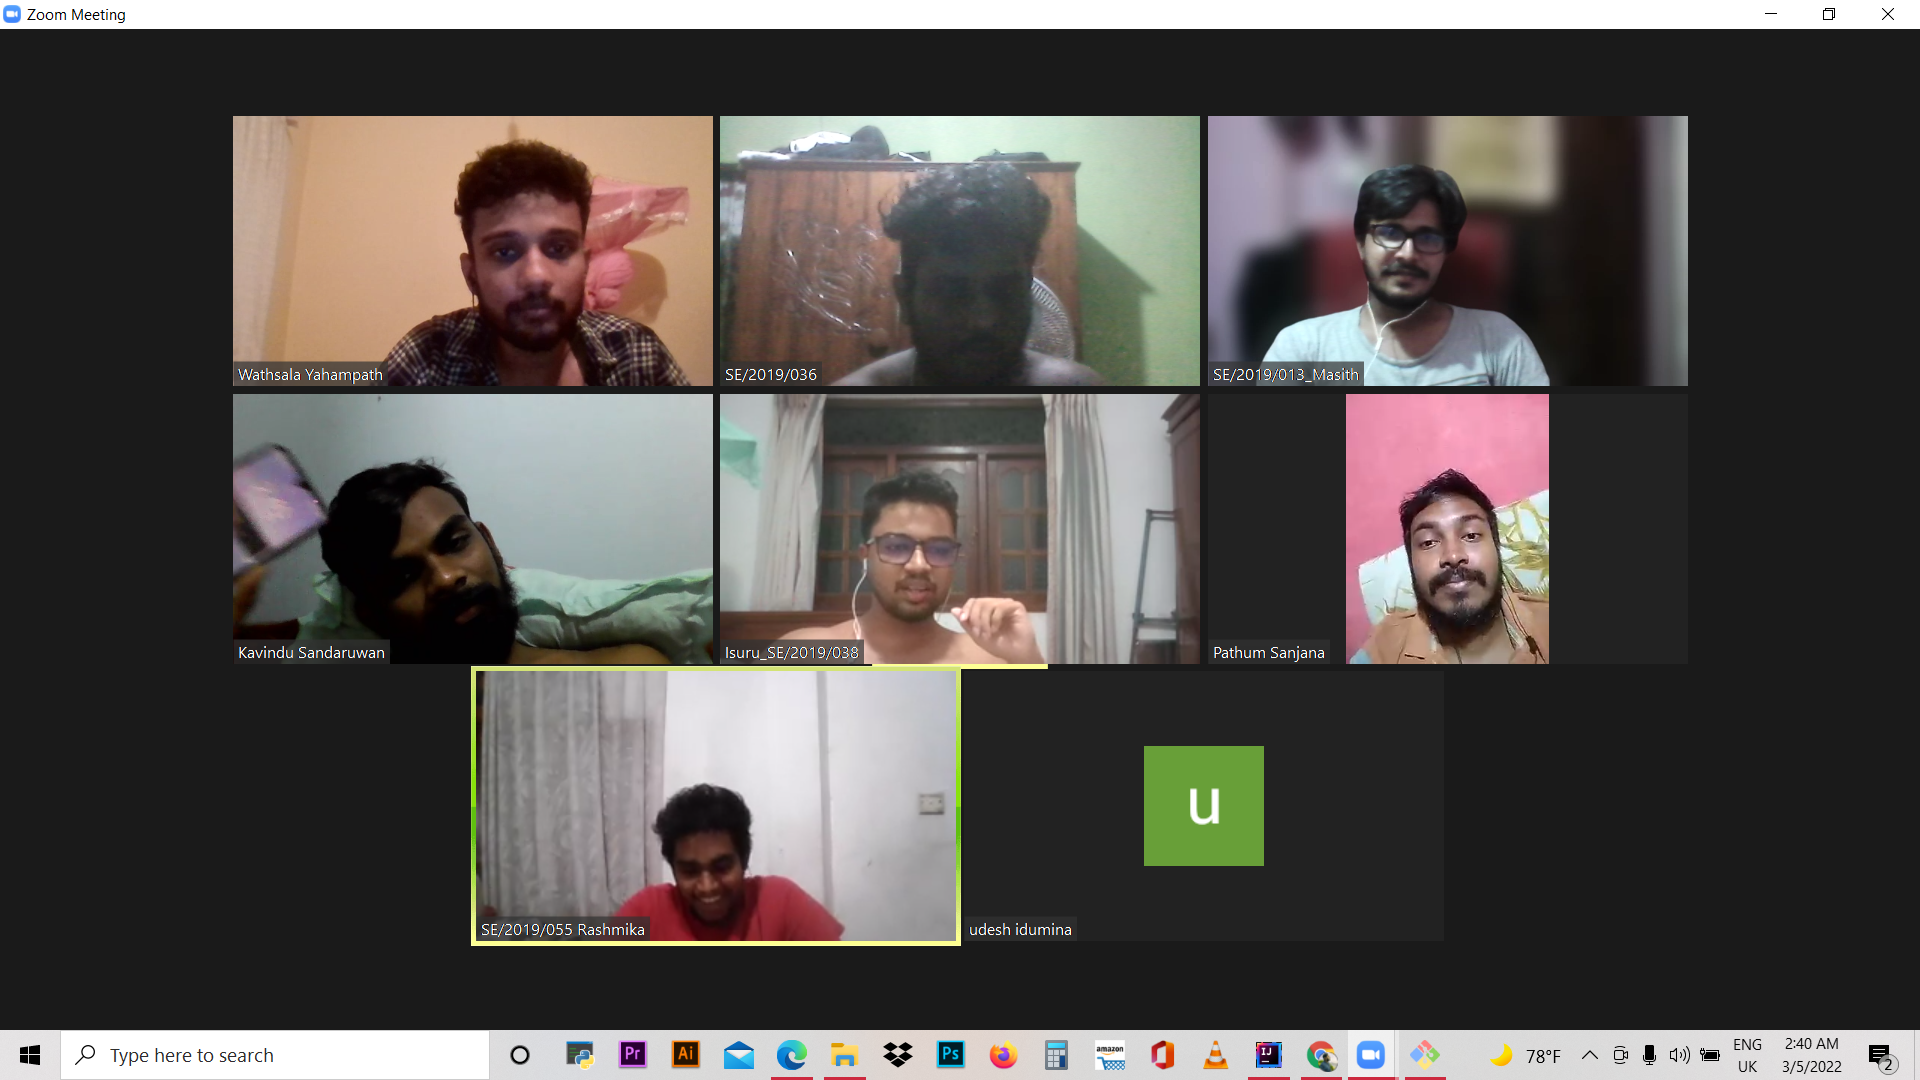 Zoom Meeting
Wathsala Yahampath
SE/2019/036
SE/2019/013_Masith
Kavindu Sandaruwan
Isuru_SE/2019/038
Pathum Sanjana
u
SE/2019/055 Rashmika
udesh idumina
Type here to search
Pr
Ai
Ps
amazon
IJ
78°F
ENG
UK
2:40 AM
3/5/2022
2